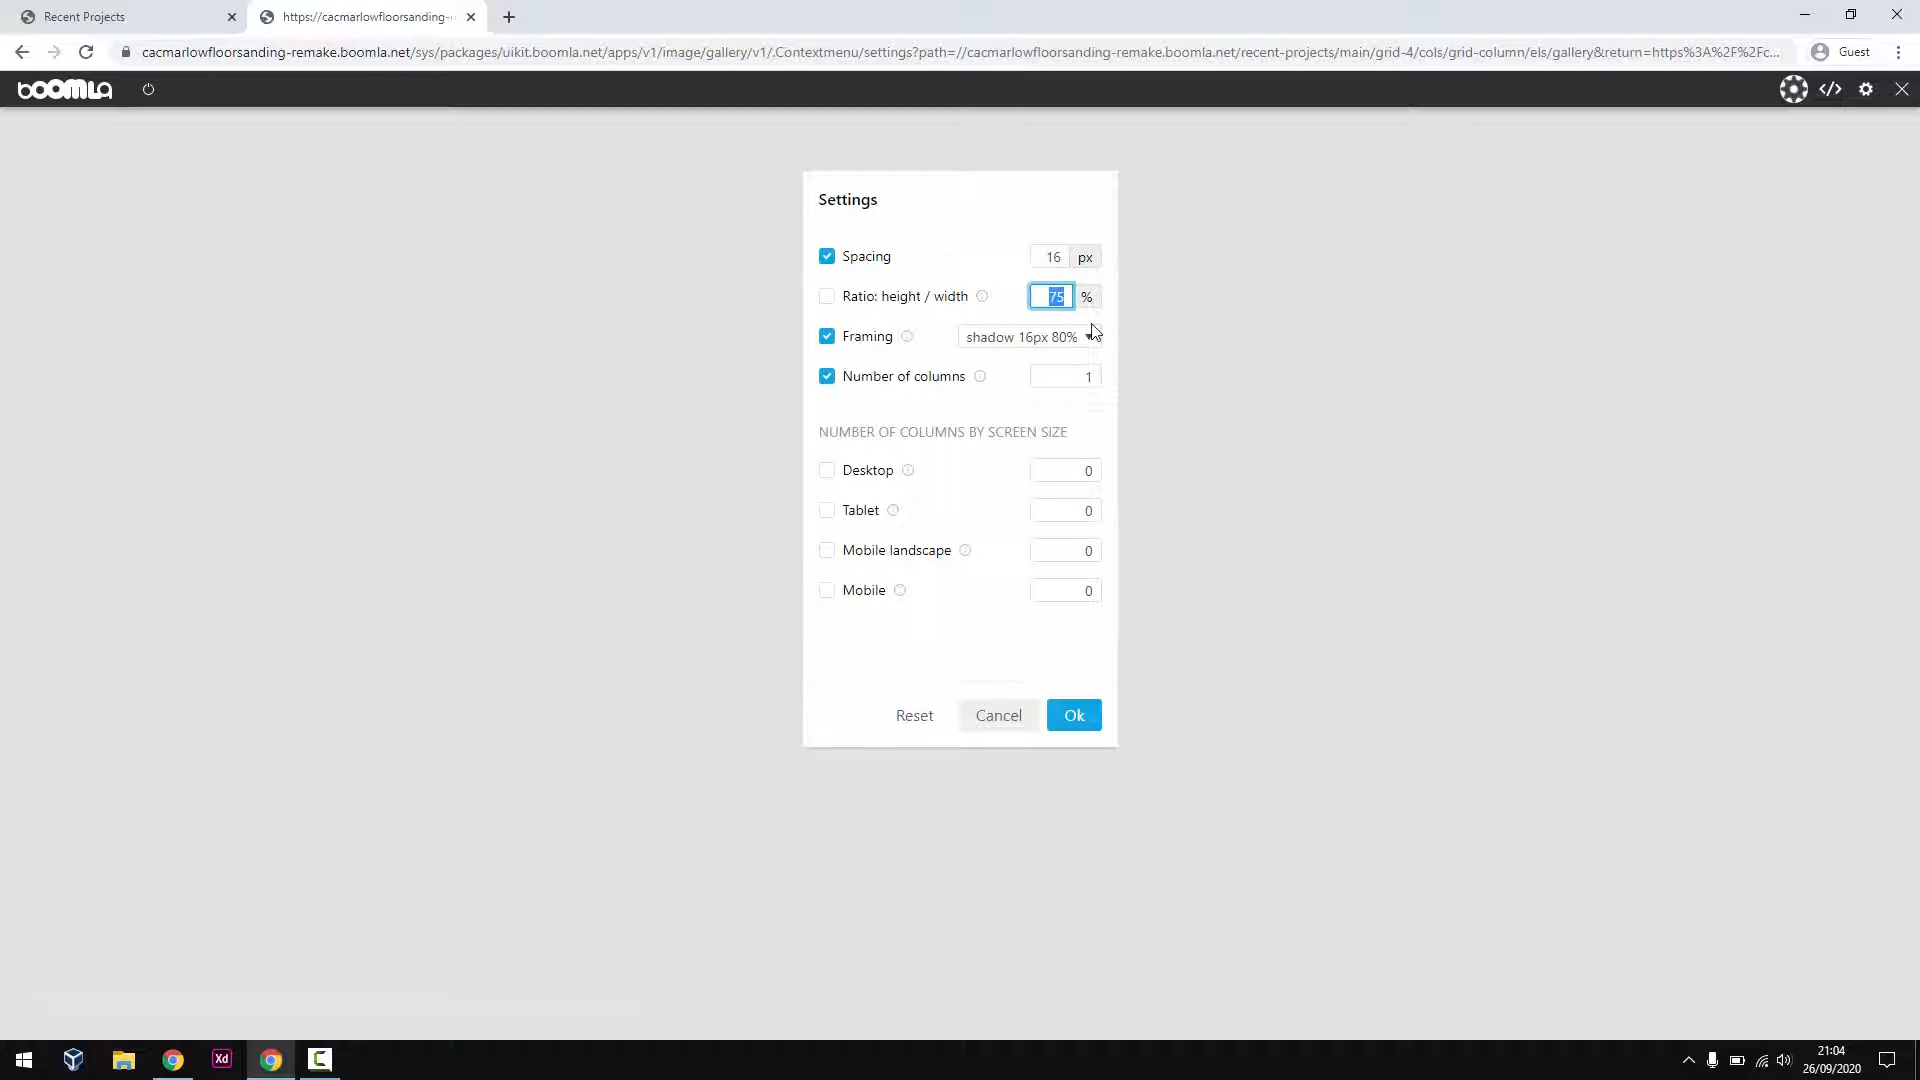 Recent Projects
https://cacmarlowfloorsanding-
cacmarlowfloorsanding-remake.boomla.net/sys/packages/uikit.boomla.net/apps/v1/image/gallery/v1/.Contextmenu/settings?path=//cacmarlowfloorsanding-remake.boomla.net/recent-projects/main/grid-4/cols/grid-column/els/gallery&return=https%3A%2F%2Fc...
Guest
boomla
</>
Settings
Spacing 16 px
Ratio: height / width 75 %
Framing shadow 16px 80%
Number of columns 1
NUMBER OF COLUMNS BY SCREEN SIZE
Desktop 0
Tablet 0
Mobile landscape 0
Mobile 0
Reset Cancel Ok
Xd
C
21:04
26/09/2020